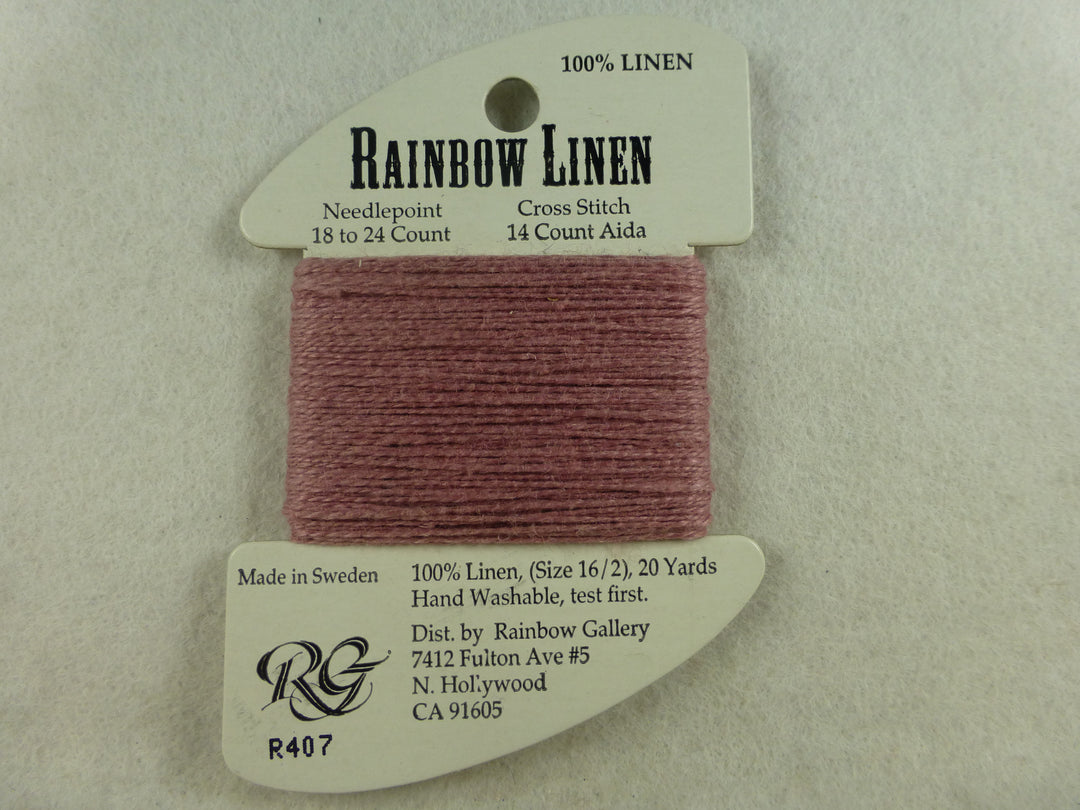 100% LINEN
RAINBOW LINEN
Needlepoint
18 to 24 Count
Cross Stitch
14 Count Aida
Made in Sweden
100% Linen, (Size 16/2), 20 Yards
Hand Washable, test first.
Dist. by Rainbow Gallery
7412 Fulton Ave #5
N. Hollywood
CA 91605
RG
R407